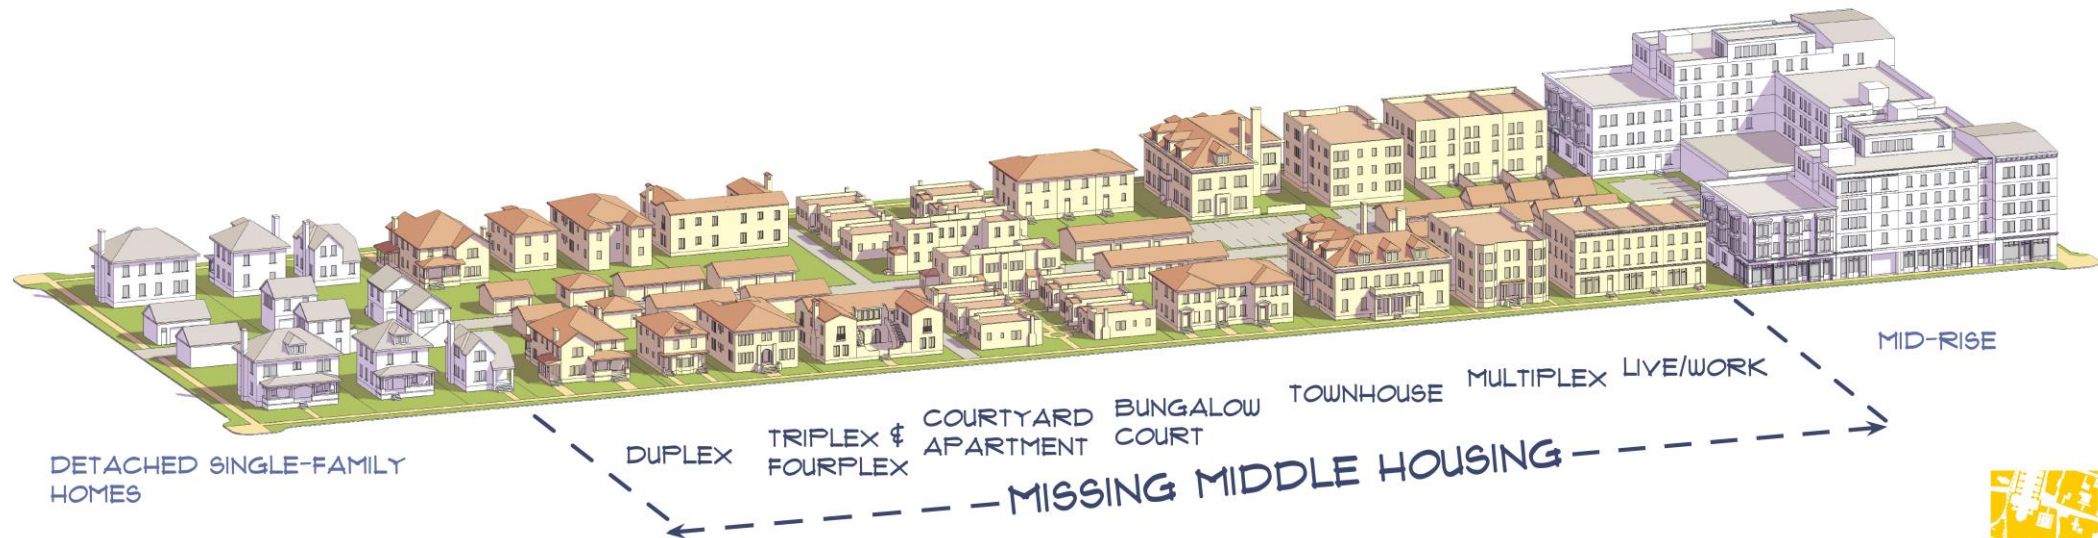 DETACHED SINGLE-FAMILY
HOMES
DUPLEX
TRIPLEX &
FOURPLEX
COURTYARD
APARTMENT
BUNGALOW
COURT
TOWNHOUSE
MULTIPLEX
LIVE/WORK
MID-RISE
MISSING MIDDLE HOUSING